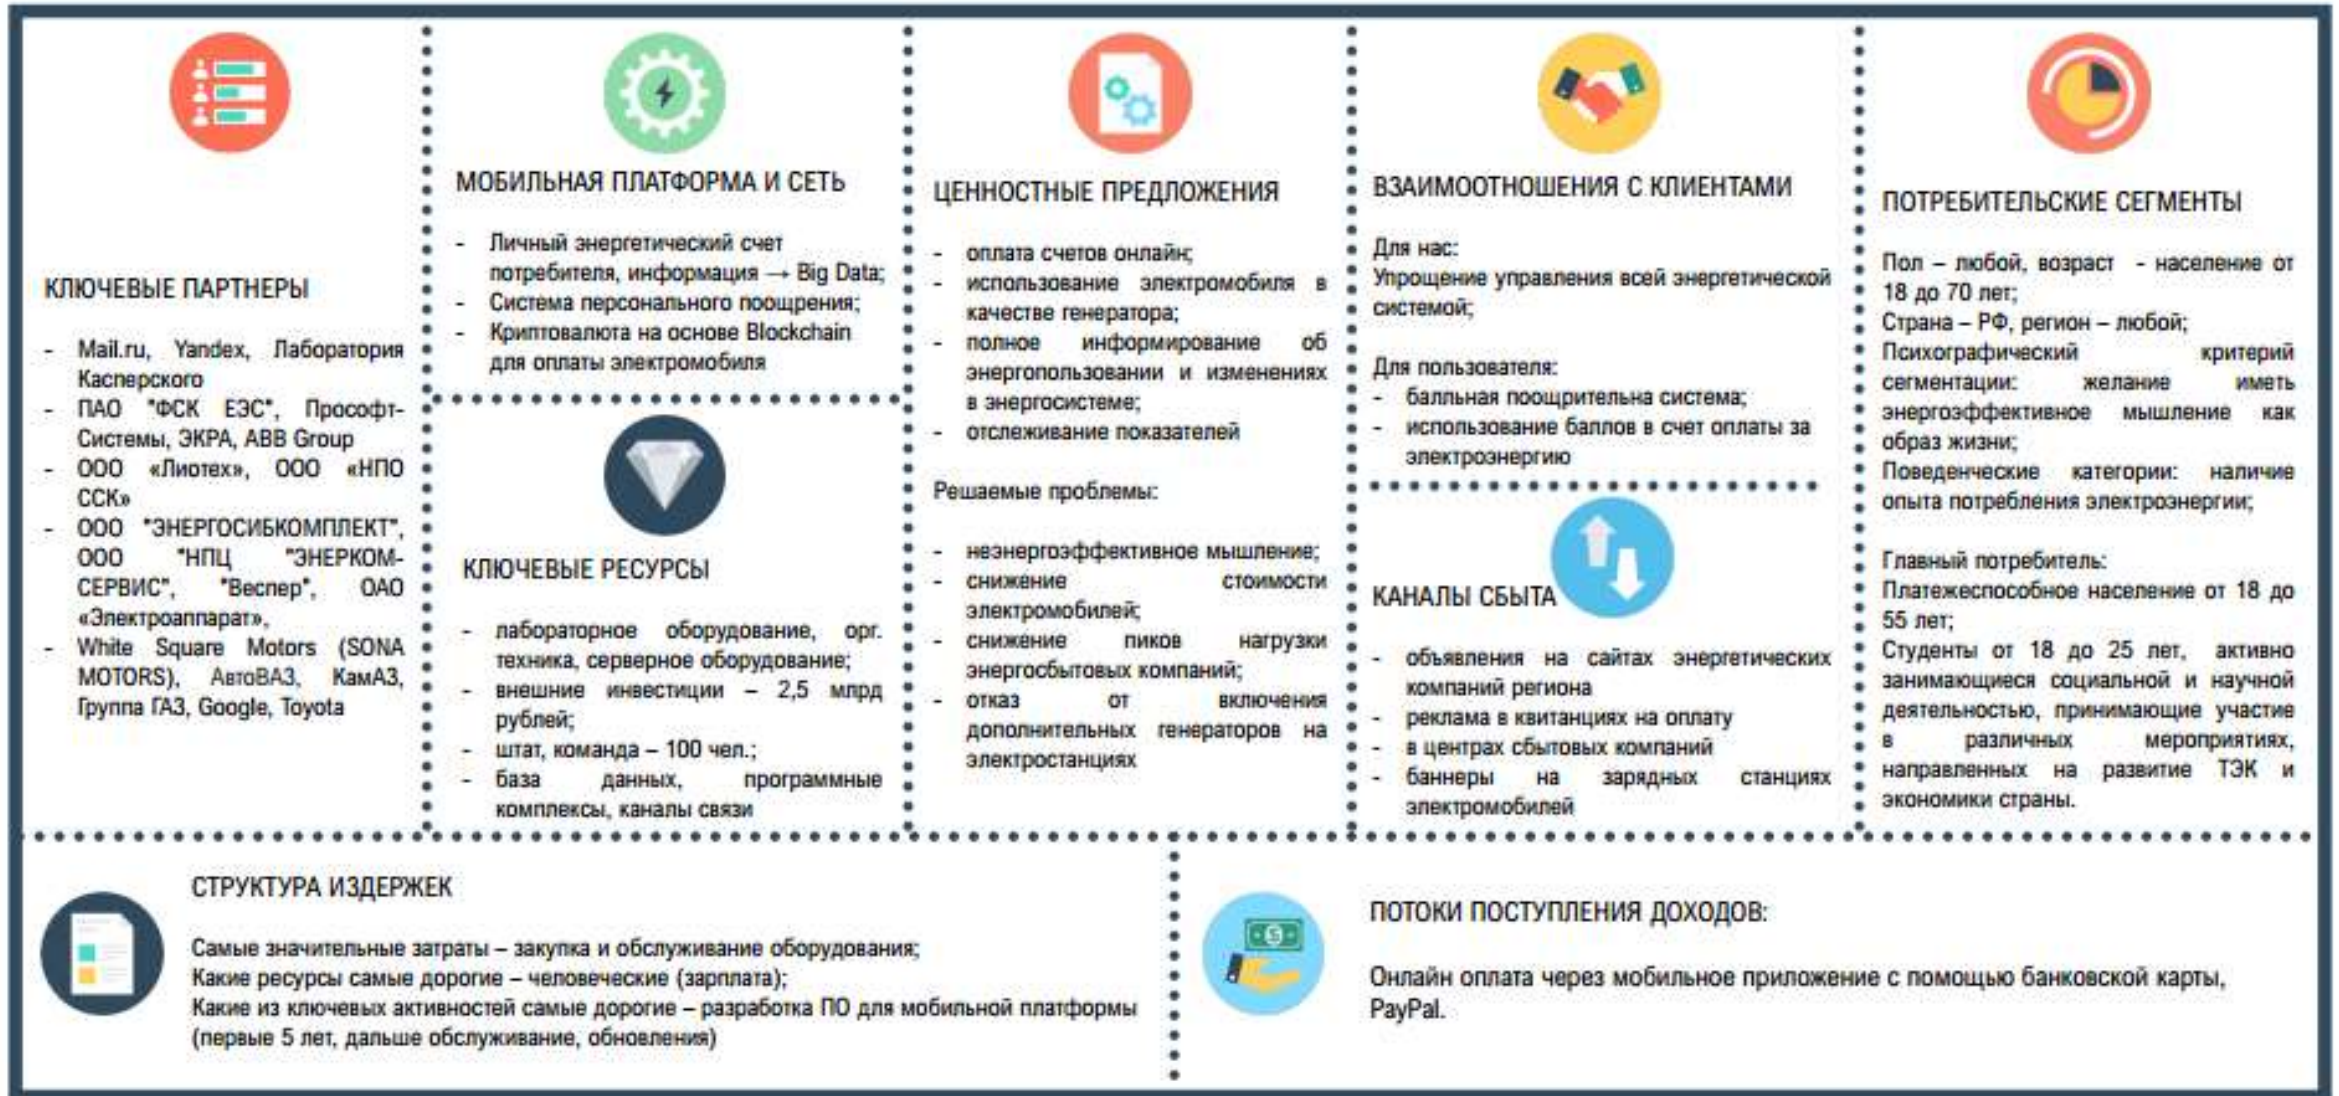 КЛЮЧЕВЫЕ ПАРТНЕРЫ
- Mail.ru, Yandex, Лаборатория
Касперского
- ПАО "ФСК ЕЭС", Прософт-
Системы, ЭКРА, ABB Group
- ООО «Лиотех», ООО «НПО
ССК»
- ООО "ЭНЕРГОСИБКОМПЛЕКТ",
ООО "НПЦ "ЭНЕРКОМ-
СЕРВИС", "Веспер", ОАО
«Электроаппарат»,
- White Square Motors (SONA
MOTORS), АвтоВАЗ, КамАЗ,
Группа ГАЗ, Google, Toyota
МОБИЛЬНАЯ ПЛАТФОРМА И СЕТЬ
- Личный энергетический счет
потребителя, информация → Big Data;
- Система персонального поощрения;
- Криптовалюта на основе Blockchain
для оплаты электромобиля
КЛЮЧЕВЫЕ РЕСУРСЫ
- лабораторное оборудование, орг.
техника, серверное оборудование;
- внешние инвестиции – 2,5 млрд
рублей;
- штат, команда – 100 чел.;
- база данных, программные
комплексы, каналы связи
ЦЕННОСТНЫЕ ПРЕДЛОЖЕНИЯ
- оплата счетов онлайн;
- использование электромобиля в
качестве генератора;
- полное информирование об
энергопользовании и изменениях
в энергосистеме;
- отслеживание показателей
Решаемые проблемы:
- неэнергоэффективное мышление;
- снижение стоимости
электромобилей;
- снижение пиков нагрузки
энергосбытовых компаний;
- отказ от включения
дополнительных генераторов на
электростанциях
ВЗАИМООТНОШЕНИЯ С КЛИЕНТАМИ
Для нас:
Упрощение управления всей энергетической
системой;
Для пользователя:
- балльная поощрительна система;
- использование баллов в счет оплаты за
электроэнергию
КАНАЛЫ СБЫТА
- объявления на сайтах энергетических
компаний региона
- реклама в квитанциях на оплату
- в центрах сбытовых компаний
- баннеры на зарядных станциях
электромобилей
ПОТРЕБИТЕЛЬСКИЕ СЕГМЕНТЫ
Пол – любой, возраст - население от
18 до 70 лет;
Страна – РФ, регион – любой;
Психографический критерий
сегментации: желание иметь
энергоэффективное мышление как
образ жизни;
Поведенческие категории: наличие
опыта потребления электроэнергии;
Главный потребитель:
Платежеспособное население от 18 до
55 лет;
Студенты от 18 до 25 лет, активно
занимающиеся социальной и научной
деятельностью, принимающие участие
в различных мероприятиях,
направленных на развитие ТЭК и
экономики страны.
СТРУКТУРА ИЗДЕРЖЕК
Самые значительные затраты – закупка и обслуживание оборудования;
Какие ресурсы самые дорогие – человеческие (зарплата);
Какие из ключевых активностей самые дорогие – разработка ПО для мобильной платформы
(первые 5 лет, дальше обслуживание, обновления)
ПОТОКИ ПОСТУПЛЕНИЯ ДОХОДОВ:
Онлайн оплата через мобильное приложение с помощью банковской карты,
PayPal.